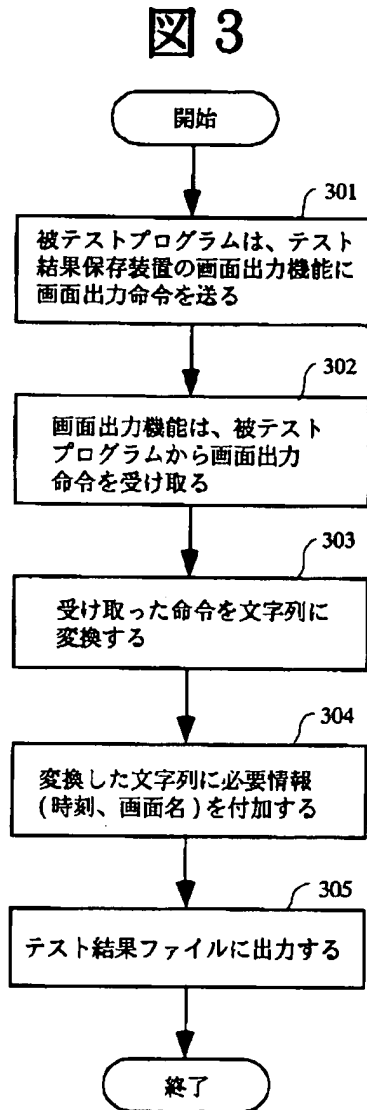 図3
開始
301
被テストプログラムは、テスト
結果保存装置の画面出力機能に
画面出力命令を送る
302
画面出力機能は、被テスト
プログラムから画面出力
命令を受け取る
303
受け取った命令を文字列に
変換する
304
変換した文字列に必要情報
(時刻、画面名)を付加する
305
テスト結果ファイルに出力する
終了